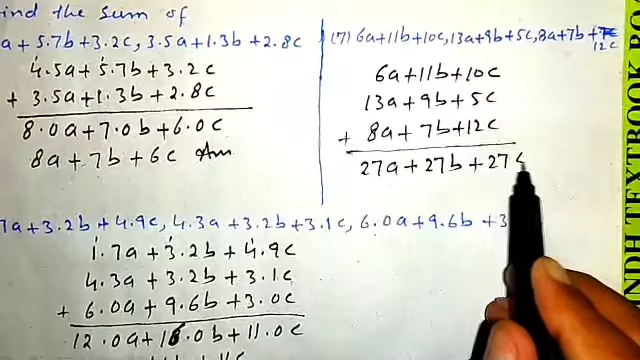 ind the sum of
a + 5.7b + 3.2c, 3.5a + 1.3b + 2.8c
4.5a + 5.7b + 3.2c
+ 3.5a + 1.3b + 2.8c
8.0a + 7.0b + 6.0c
8a + 7b + 6c Am
(7) 6a+11b+10c, 13a+9b+5c, 8a+7b+
12c
6a+11b+10c
13a+9b+5c
+ 8a+7b+12c
27a+27b+27c
7a+3.2b+4.9c, 4.3a+3.2b+3.1c, 6.0a+9.6b+3
1.7a + 3.2b + 4.9c
4.3a + 3.2b + 3.1c
+ 6.0a + 9.6b + 3.0c
12.0a+16.0b+11.0c
NDH TEXTBOOK BO